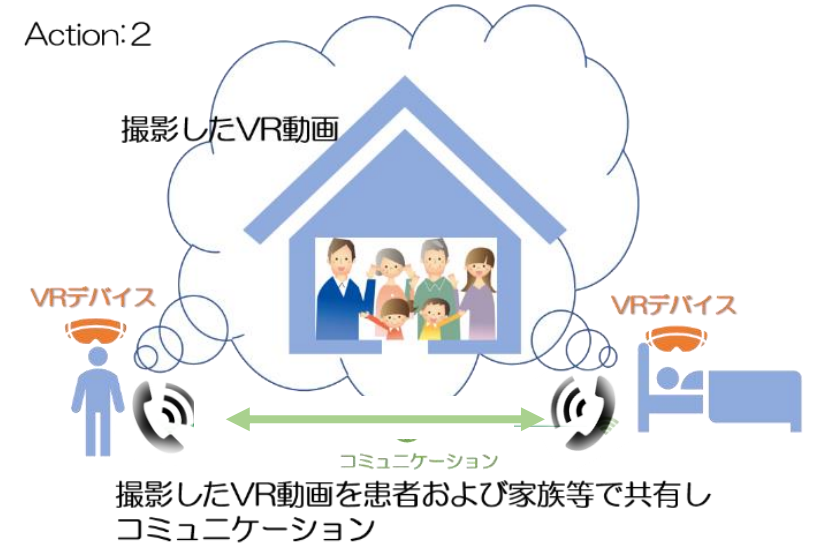 Action:2
撮影したVR動画
VRデバイス
VRデバイス
コミュニケーション
撮影したVR動画を患者および家族等で共有し
コミュニケーション